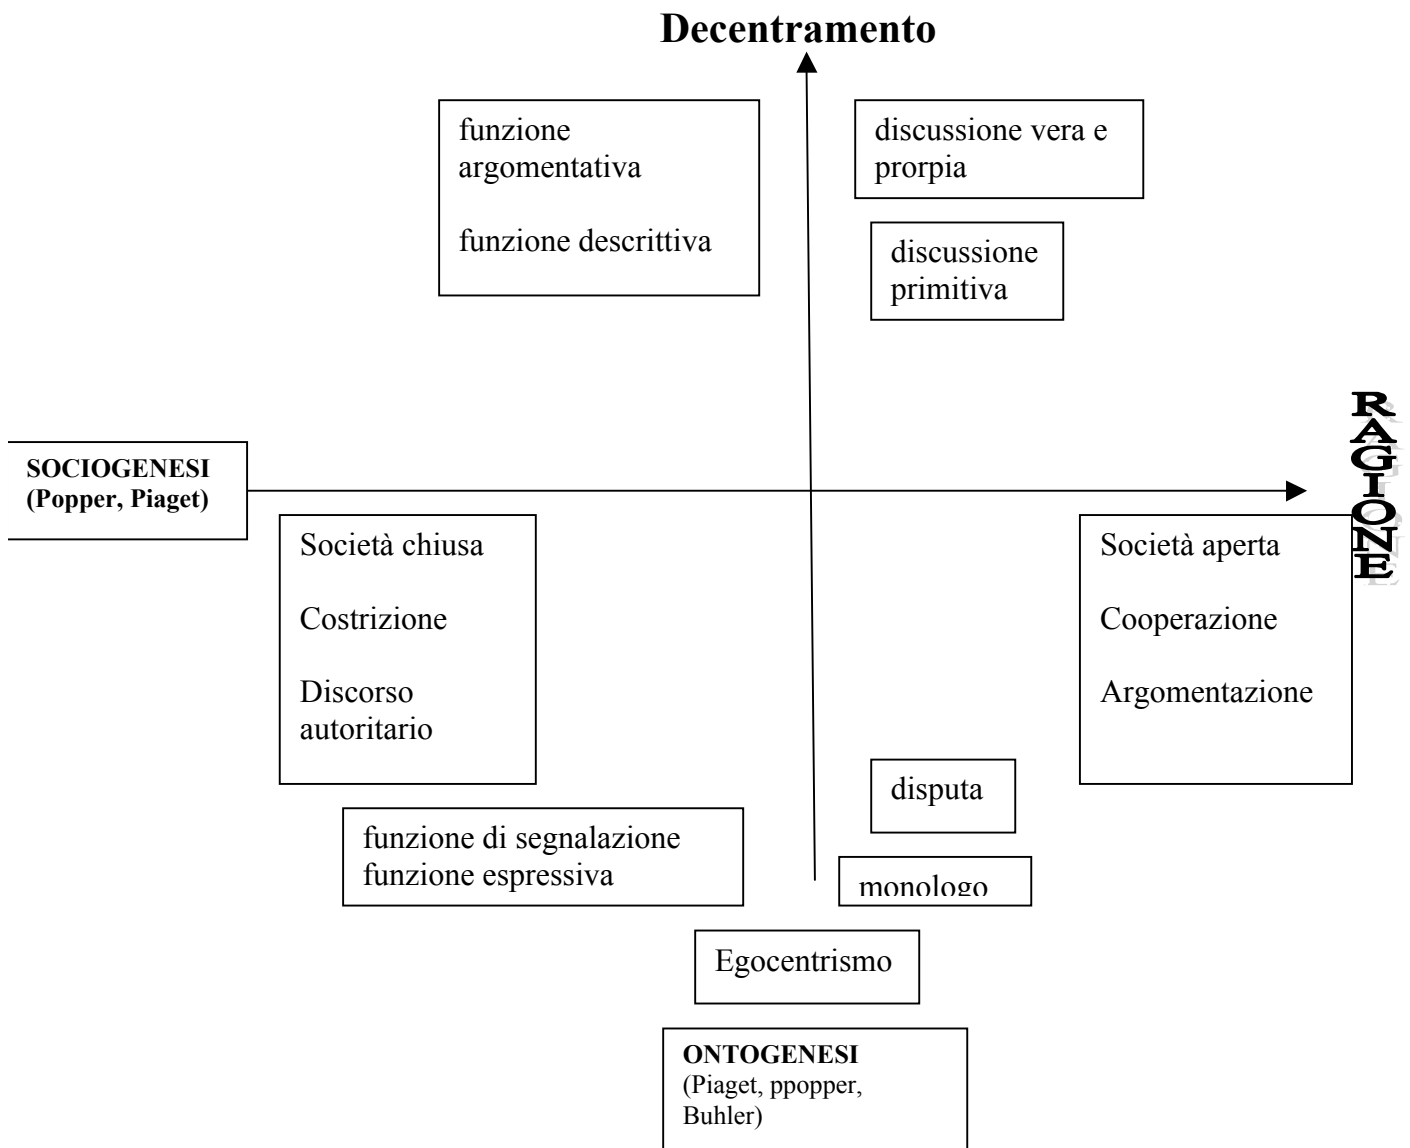 Decentramento
funzione
argomentativa
funzione descrittiva
discussione vera e
prorpia
discussione
primitiva
RAGIONE
SOCIOGENESI
(Popper, Piaget)
Società chiusa
Costrizione
Discorso
autoritario
Società aperta
Cooperazione
Argomentazione
disputa
funzione di segnalazione
funzione espressiva
monologo
Egocentrismo
ONTOGENESI
(Piaget, ppopper,
Buhler)